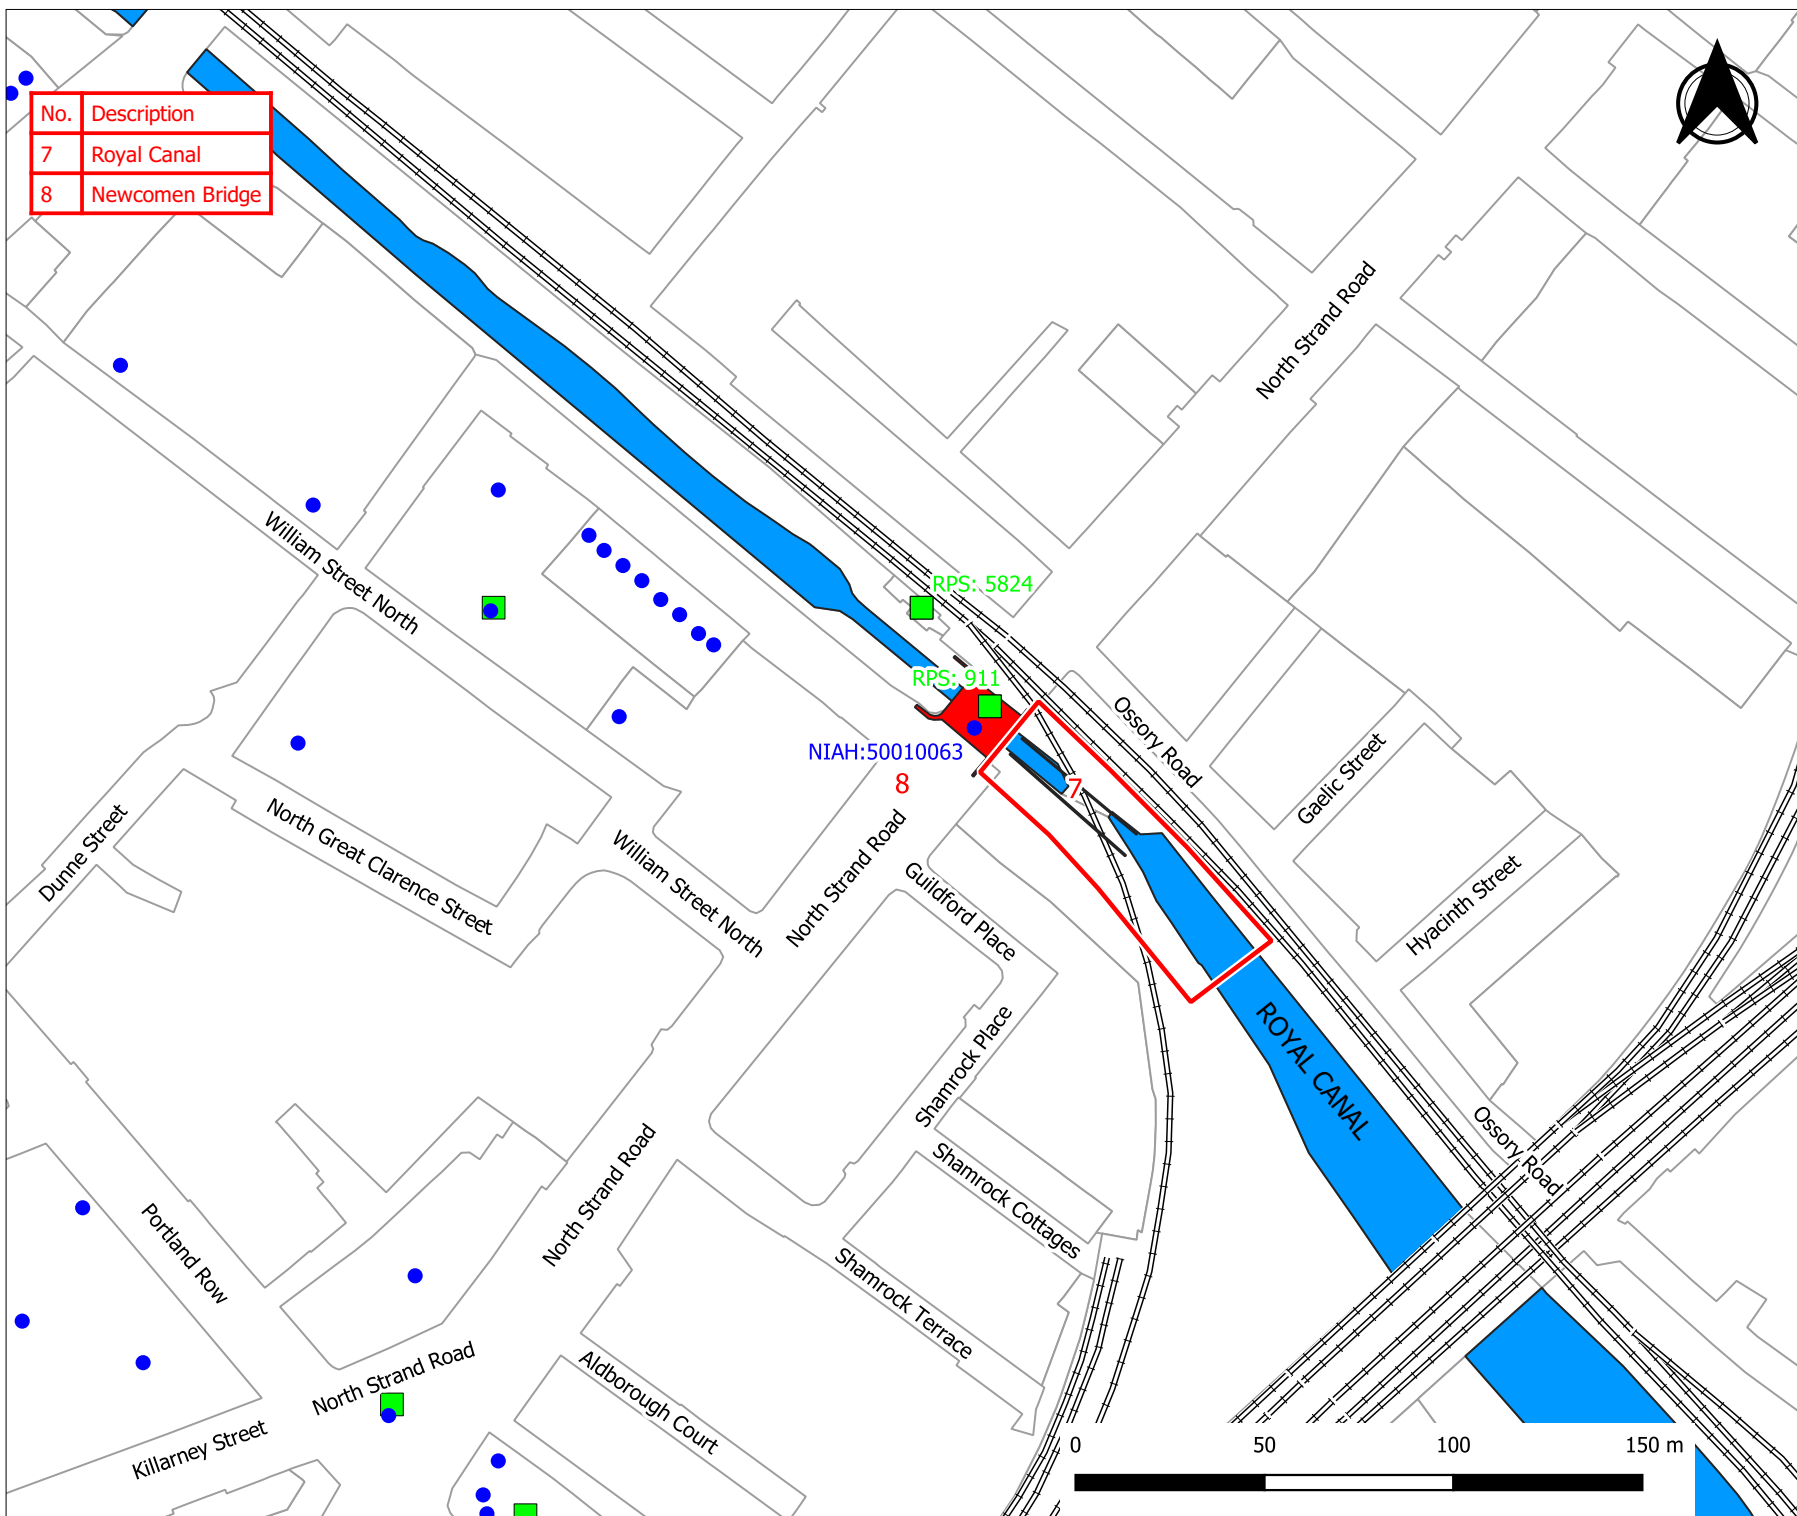 No. Description
7 Royal Canal
8 Newcomen Bridge
North Strand Road
William Street North
RPS: 5824
RPS: 911
NIAH:50010063
8
7
Ossory Road
Gaelic Street
Hyacinth Street
Dunne Street
North Great Clarence Street
William Street North
North Strand Road
Guildford Place
Shamrock Place
ROYAL CANAL
Ossory Road
Shamrock Cottages
North Strand Road
Portland Row
Shamrock Terrace
North Strand Road
Aldborough Court
Killarney Street
0 50 100 150 m